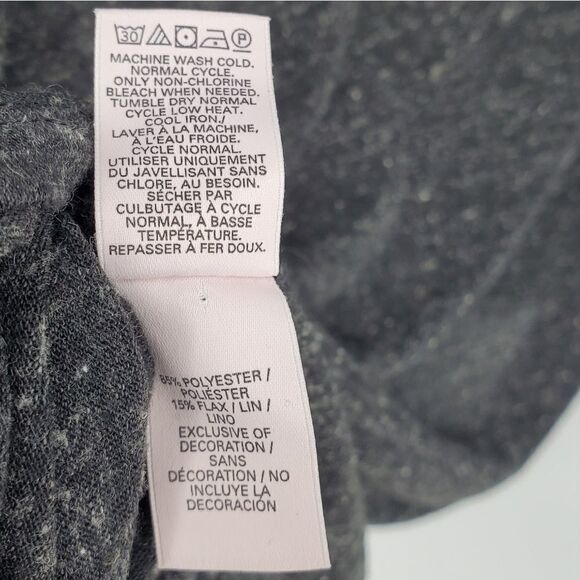 30 P
MACHINE WASH COLD.
NORMAL CYCLE.
ONLY NON-CHLORINE
BLEACH WHEN NEEDED.
TUMBLE DRY NORMAL
CYCLE LOW HEAT.
COOL IRON./
LAVER À LA MACHINE,
À L'EAU FROIDE.
CYCLE NORMAL.
UTILISER UNIQUEMENT
DU JAVELLISANT SANS
CHLORE, AU BESOIN.
SÉCHER PAR
CULBUTAGE À CYCLE
NORMAL, À BASSE
TEMPÉRATURE.
REPASSER À FER DOUX.
85% POLYESTER /
POLIÉSTER
15% FLAX / LIN /
LINO
EXCLUSIVE OF
DECORATION /
SANS
DÉCORATION / NO
INCLUYE LA
DECORACIÓN